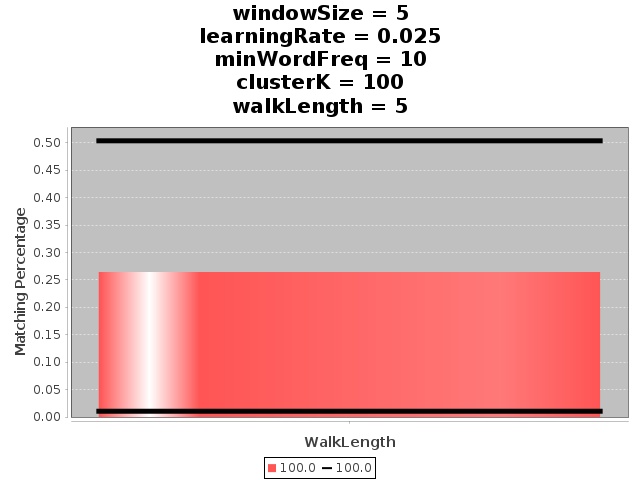 windowSize = 5
learningRate = 0.025
minWordFreq = 10
clusterK = 100
walkLength = 5
0.50
0.45
0.40
0.35
0.30
0.25
0.20
0.15
0.10
0.05
0.00
Matching Percentage
WalkLength
100.0 100.0